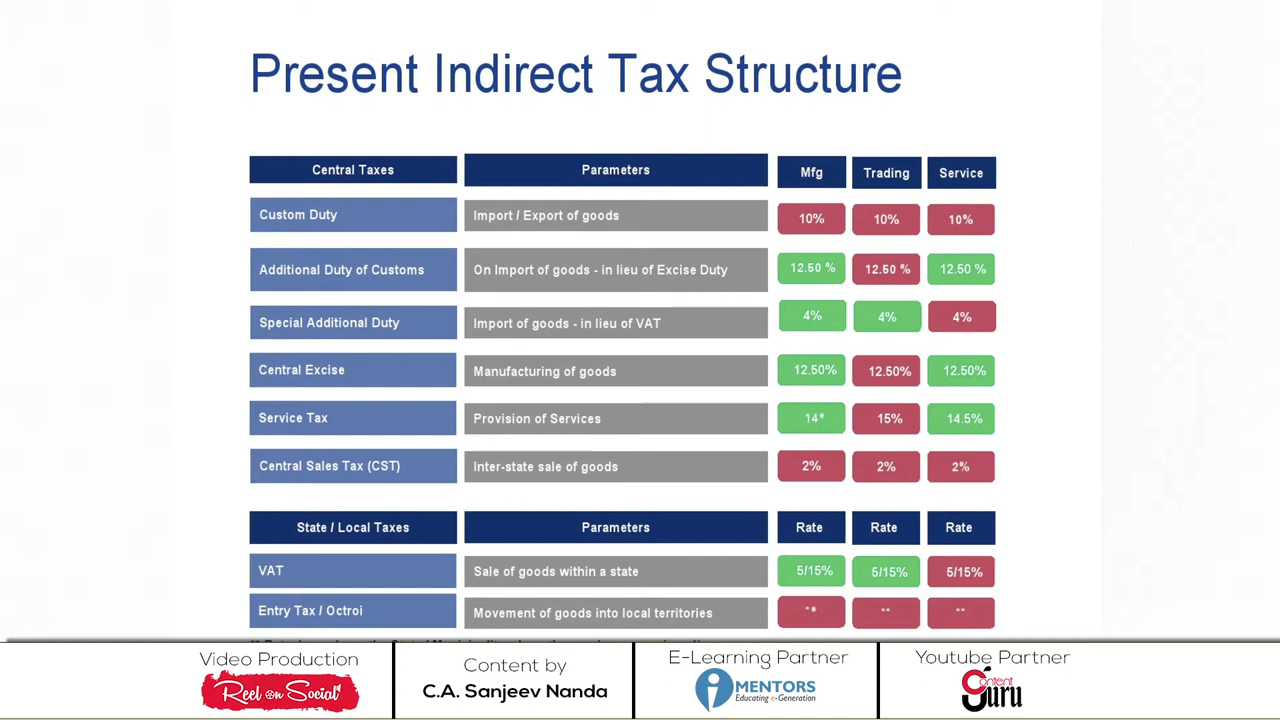 Present Indirect Tax Structure
Central Taxes Parameters Mfg Trading Service
Custom Duty Import / Export of goods 10% 10% 10%
Additional Duty of Customs On Import of goods - in lieu of Excise Duty 12.50 % 12.50 % 12.50 %
Special Additional Duty Import of goods - in lieu of VAT 4% 4% 4%
Central Excise Manufacturing of goods 12.50% 12.50% 12.50%
Service Tax Provision of Services 14* 15% 14.5%
Central Sales Tax (CST) Inter-state sale of goods 2% 2% 2%
State / Local Taxes Parameters Rate Rate Rate
VAT Sale of goods within a state 5/15% 5/15% 5/15%
Entry Tax / Octroi Movement of goods into local territories ** ** **
Video Production Content by E-Learning Partner Youtube Partner
Reel on Social C.A. Sanjeev Nanda iMENTORS Content Guru
Educating e-Generation